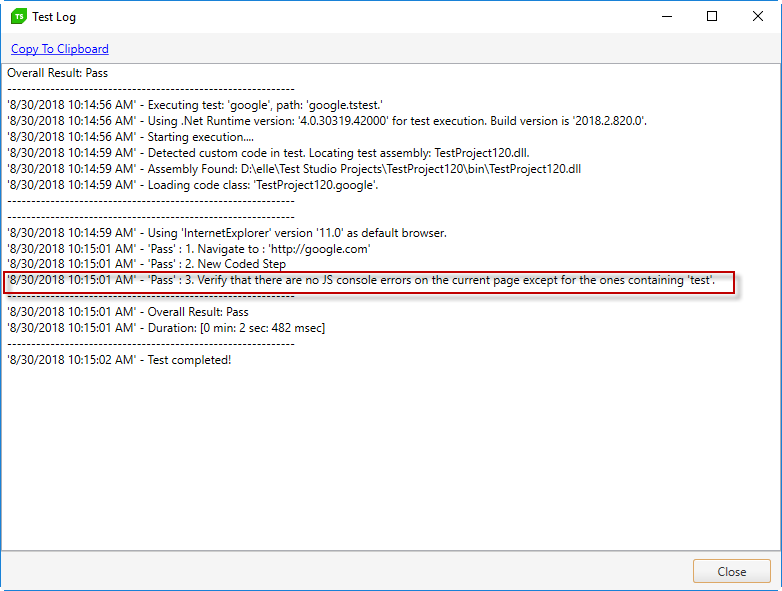 TS Test Log
Copy To Clipboard
Overall Result: Pass
------------------------------------------------------------
'8/30/2018 10:14:56 AM' - Executing test: 'google', path: 'google.tstest.'
'8/30/2018 10:14:56 AM' - Using .Net Runtime version: '4.0.30319.42000' for test execution. Build version is '2018.2.820.0'.
'8/30/2018 10:14:56 AM' - Starting execution....
'8/30/2018 10:14:59 AM' - Detected custom code in test. Locating test assembly: TestProject120.dll.
'8/30/2018 10:14:59 AM' - Assembly Found: D:\elle\Test Studio Projects\TestProject120\bin\TestProject120.dll
'8/30/2018 10:14:59 AM' - Loading code class: 'TestProject120.google'.
------------------------------------------------------------
------------------------------------------------------------
'8/30/2018 10:14:59 AM' - Using 'InternetExplorer' version '11.0' as default browser.
'8/30/2018 10:15:01 AM' - 'Pass' : 1. Navigate to : 'http://google.com'
'8/30/2018 10:15:01 AM' - 'Pass' : 2. New Coded Step
'8/30/2018 10:15:01 AM' - 'Pass' : 3. Verify that there are no JS console errors on the current page except for the ones containing 'test'.
------------------------------------------------------------
'8/30/2018 10:15:01 AM' - Overall Result: Pass
'8/30/2018 10:15:01 AM' - Duration: [0 min: 2 sec: 482 msec]
------------------------------------------------------------
'8/30/2018 10:15:02 AM' - Test completed!
Close